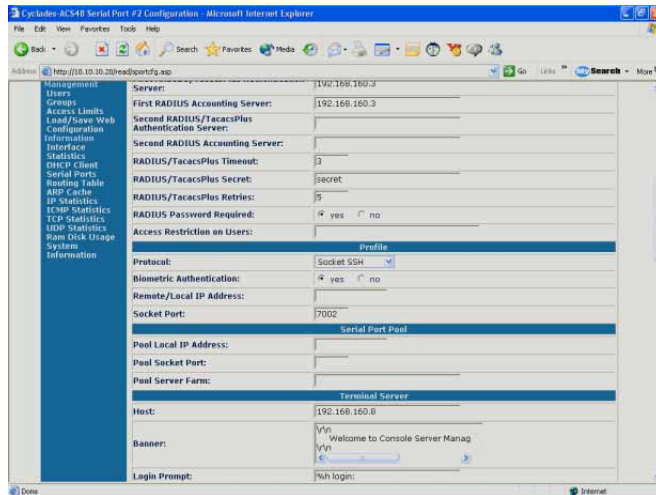 Cyclades-ACS48 Serial Port #2 Configuration - Microsoft Internet Explorer
File Edit View Favorites Tools Help
Back Search Favorites Media
Address http://10.10.10.28/read/sportcfg.asp Go Links Search More
Management
Users
Groups
Access Limits
Load/Save Web
Configuration
Information
Interface
Statistics
DHCP Client
Serial Ports
Routing Table
ARP Cache
IP Statistics
ICMP Statistics
TCP Statistics
UDP Statistics
Ram Disk Usage
System
Information
Server: 192.168.160.3
First RADIUS Accounting Server: 192.168.160.3
Second RADIUS/TacacsPlus
Authentication Server:
Second RADIUS Accounting Server:
RADIUS/TacacsPlus Timeout: 3
RADIUS/TacacsPlus Secret: secret
RADIUS/TacacsPlus Retries: 5
RADIUS Password Required: yes no
Access Restriction on Users:
Profile
Protocol: Socket SSH
Biometric Authentication: yes no
Remote/Local IP Address:
Socket Port: 7002
Serial Port Pool
Pool Local IP Address:
Pool Socket Port:
Pool Server Farm:
Terminal Server
Host: 192.168.160.8
Banner: \r\n
Welcome to Console Server Manag
\r\n
Login Prompt: %h login:
Done Internet